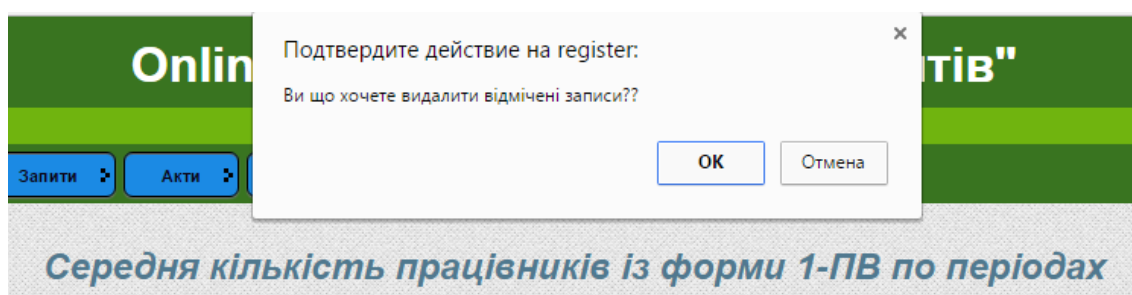 Подтвердите действие на register:
×
Onlin
тів"
Ви що хочете видалити відмічені записи??
OK
Отмена
Запити
Акти
Середня кількість працівників із форми 1-ПВ по періодах